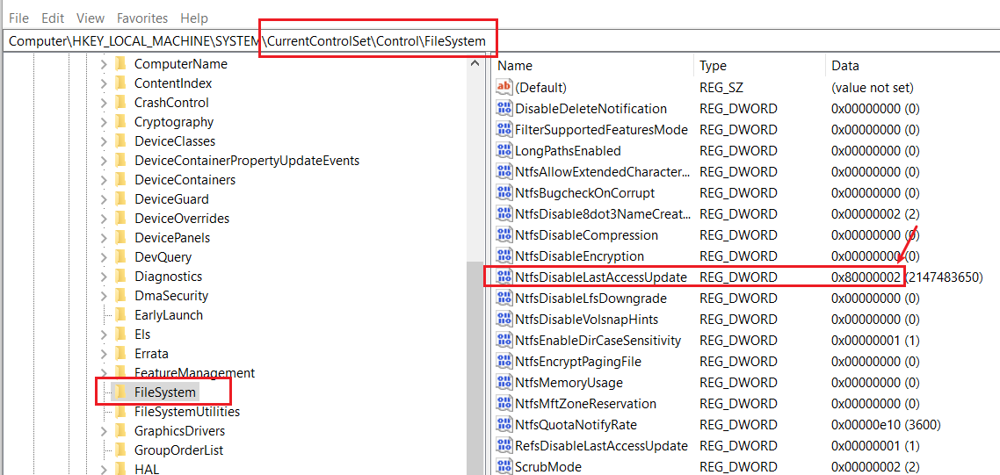 File Edit View Favorites Help
Computer\HKEY_LOCAL_MACHINE\SYSTEM\CurrentControlSet\Control\FileSystem
ComputerName
ContentIndex
CrashControl
Cryptography
DeviceClasses
DeviceContainerPropertyUpdateEvents
DeviceContainers
DeviceGuard
DeviceOverrides
DevicePanels
DevQuery
Diagnostics
DmaSecurity
EarlyLaunch
Els
Errata
FeatureManagement
FileSystem
FileSystemUtilities
GraphicsDrivers
GroupOrderList
HAL
Name Type Data
(Default) REG_SZ (value not set)
DisableDeleteNotification REG_DWORD 0x00000000 (0)
FilterSupportedFeaturesMode REG_DWORD 0x00000000 (0)
LongPathsEnabled REG_DWORD 0x00000000 (0)
NtfsAllowExtendedCharacter... REG_DWORD 0x00000000 (0)
NtfsBugcheckOnCorrupt REG_DWORD 0x00000000 (0)
NtfsDisable8dot3NameCreat... REG_DWORD 0x00000002 (2)
NtfsDisableCompression REG_DWORD 0x00000000 (0)
NtfsDisableEncryption REG_DWORD 0x00000000 (0)
NtfsDisableLastAccessUpdate REG_DWORD 0x80000002 (2147483650)
NtfsDisableLfsDowngrade REG_DWORD 0x00000000 (0)
NtfsDisableVolsnapHints REG_DWORD 0x00000000 (0)
NtfsEnableDirCaseSensitivity REG_DWORD 0x00000001 (1)
NtfsEncryptPagingFile REG_DWORD 0x00000000 (0)
NtfsMemoryUsage REG_DWORD 0x00000000 (0)
NtfsMftZoneReservation REG_DWORD 0x00000000 (0)
NtfsQuotaNotifyRate REG_DWORD 0x00000e10 (3600)
RefsDisableLastAccessUpdate REG_DWORD 0x00000001 (1)
ScrubMode REG_DWORD 0x00000002 (2)